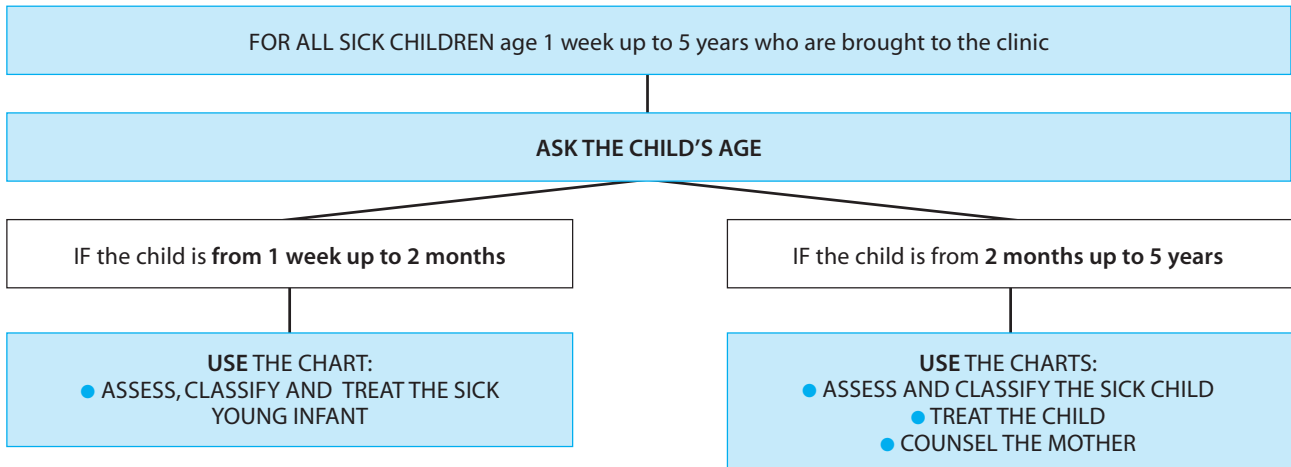 FOR ALL SICK CHILDREN age 1 week up to 5 years who are brought to the clinic
ASK THE CHILD'S AGE
IF the child is from 1 week up to 2 months
IF the child is from 2 months up to 5 years
USE THE CHART:
● ASSESS, CLASSIFY AND TREAT THE SICK
YOUNG INFANT
USE THE CHARTS:
● ASSESS AND CLASSIFY THE SICK CHILD
● TREAT THE CHILD
● COUNSEL THE MOTHER